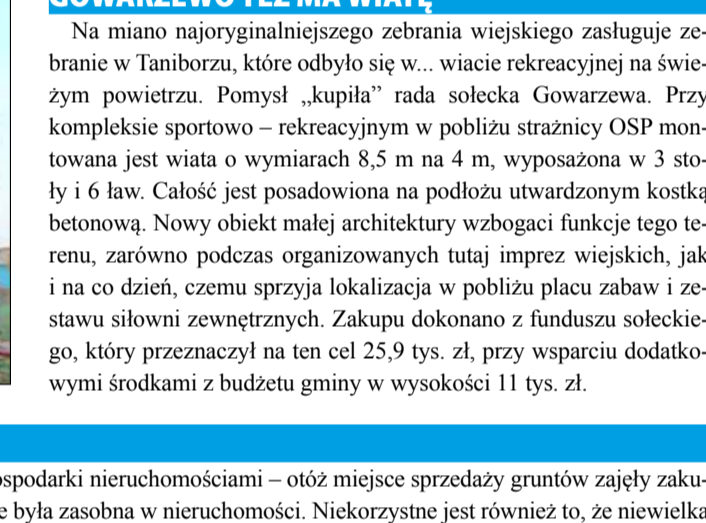 GOWARZEWO TEŻ MA WIATĘ
Na miano najoryginalniejszego zebrania wiejskiego zasługuje ze-
branie w Taniborzu, które odbyło się w... wiacie rekreacyjnej na świe-
żym powietrzu. Pomysł „kupiła” rada sołecka Gowarzewa. Przy
kompleksie sportowo – rekreacyjnym w pobliżu strażnicy OSP mon-
towana jest wiata o wymiarach 8,5 m na 4 m, wyposażona w 3 sto-
ły i 6 ław. Całość jest posadowiona na podłożu utwardzonym kostką
betonową. Nowy obiekt małej architektury wzbogaci funkcje tego te-
renu, zarówno podczas organizowanych tutaj imprez wiejskich, jak
i na co dzień, czemu sprzyja lokalizacja w pobliżu placu zabaw i ze-
stawu siłowni zewnętrznych. Zakupu dokonano z funduszu sołeckie-
go, który przeznaczył na ten cel 25,9 tys. zł, przy wsparciu dodatko-
wymi środkami z budżetu gminy w wysokości 11 tys. zł.
ospodarki nieruchomościami – otóż miejsce sprzedaży gruntów zajęły zaku-
e była zasobna w nieruchomości. Niekorzystne jest również to, że niewielka